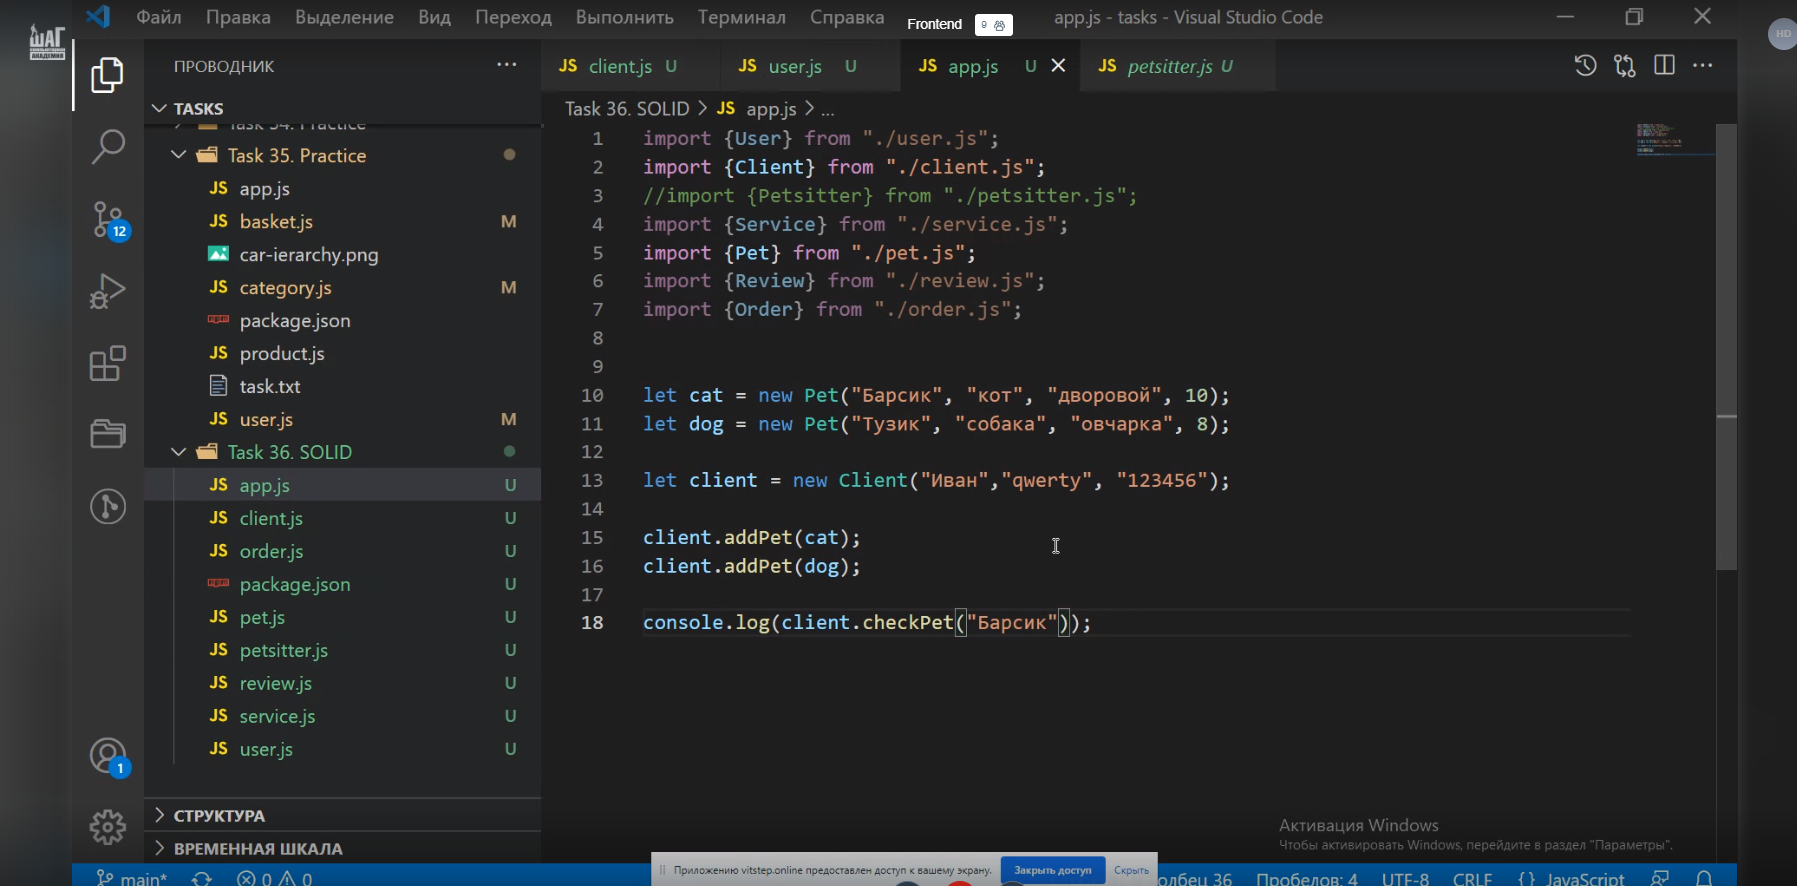 ШАГ
Файл Правка Выделение Вид Переход Выполнить Терминал Справка
Frontend 9
app.js - tasks - Visual Studio Code
HD
ПРОВОДНИК ...
JS client.js U JS user.js U JS app.js U JS petsitter.js U ...
TASKS
Task 36. SOLID > JS app.js > ...
Task 34. Practice
Task 35. Practice
JS app.js
JS basket.js M
car-ierarchy.png
JS category.js M
package.json
JS product.js
task.txt
JS user.js M
Task 36. SOLID
JS app.js U
JS client.js U
JS order.js U
package.json U
JS pet.js U
JS petsitter.js U
JS review.js U
JS service.js U
JS user.js U
СТРУКТУРА
ВРЕМЕННАЯ ШКАЛА
12
1
1 import {User} from "./user.js";
2 import {Client} from "./client.js";
3 //import {Petsitter} from "./petsitter.js";
4 import {Service} from "./service.js";
5 import {Pet} from "./pet.js";
6 import {Review} from "./review.js";
7 import {Order} from "./order.js";
8
9
10 let cat = new Pet("Барсик", "кот", "дворовой", 10);
11 let dog = new Pet("Тузик", "собака", "овчарка", 8);
12
13 let client = new Client("Иван","qwerty", "123456");
14
15 client.addPet(cat);
16 client.addPet(dog);
17
18 console.log(client.checkPet("Барсик"));
Активация Windows
Чтобы активировать Windows, перейдите в раздел "Параметры".
Приложению vitstep.online предоставлен доступ к вашему экрану. Закрыть доступ Скрыть
main* 0 0 олбец 36 Пробелов: 4 UTF-8 CRLF {} JavaScript